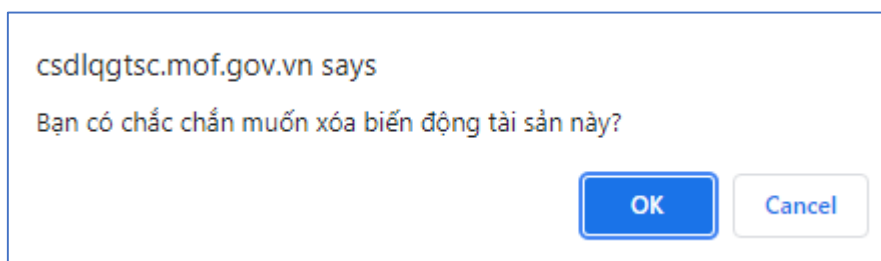 csdlqgtsc.mof.gov.vn says
Bạn có chắc chắn muốn xóa biến động tài sản này?
OK
Cancel